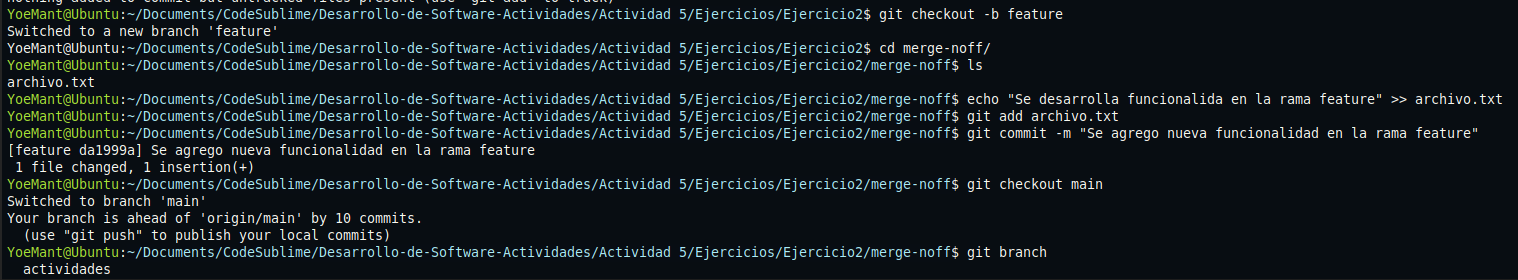 nothing added to commit but untracked files present (use "git add" to track)
YoeMant@Ubuntu:~/Documents/CodeSublime/Desarrollo-de-Software-Actividades/Actividad 5/Ejercicios/Ejercicio2$ git checkout -b feature
Switched to a new branch 'feature'
YoeMant@Ubuntu:~/Documents/CodeSublime/Desarrollo-de-Software-Actividades/Actividad 5/Ejercicios/Ejercicio2$ cd merge-noff/
YoeMant@Ubuntu:~/Documents/CodeSublime/Desarrollo-de-Software-Actividades/Actividad 5/Ejercicios/Ejercicio2/merge-noff$ ls
archivo.txt
YoeMant@Ubuntu:~/Documents/CodeSublime/Desarrollo-de-Software-Actividades/Actividad 5/Ejercicios/Ejercicio2/merge-noff$ echo "Se desarrolla funcionalida en la rama feature" >> archivo.txt
YoeMant@Ubuntu:~/Documents/CodeSublime/Desarrollo-de-Software-Actividades/Actividad 5/Ejercicios/Ejercicio2/merge-noff$ git add archivo.txt
YoeMant@Ubuntu:~/Documents/CodeSublime/Desarrollo-de-Software-Actividades/Actividad 5/Ejercicios/Ejercicio2/merge-noff$ git commit -m "Se agrego nueva funcionalidad en la rama feature"
[feature da1999a] Se agrego nueva funcionalidad en la rama feature
 1 file changed, 1 insertion(+)
YoeMant@Ubuntu:~/Documents/CodeSublime/Desarrollo-de-Software-Actividades/Actividad 5/Ejercicios/Ejercicio2/merge-noff$ git checkout main
Switched to branch 'main'
Your branch is ahead of 'origin/main' by 10 commits.
  (use "git push" to publish your local commits)
YoeMant@Ubuntu:~/Documents/CodeSublime/Desarrollo-de-Software-Actividades/Actividad 5/Ejercicios/Ejercicio2/merge-noff$ git branch
  actividades